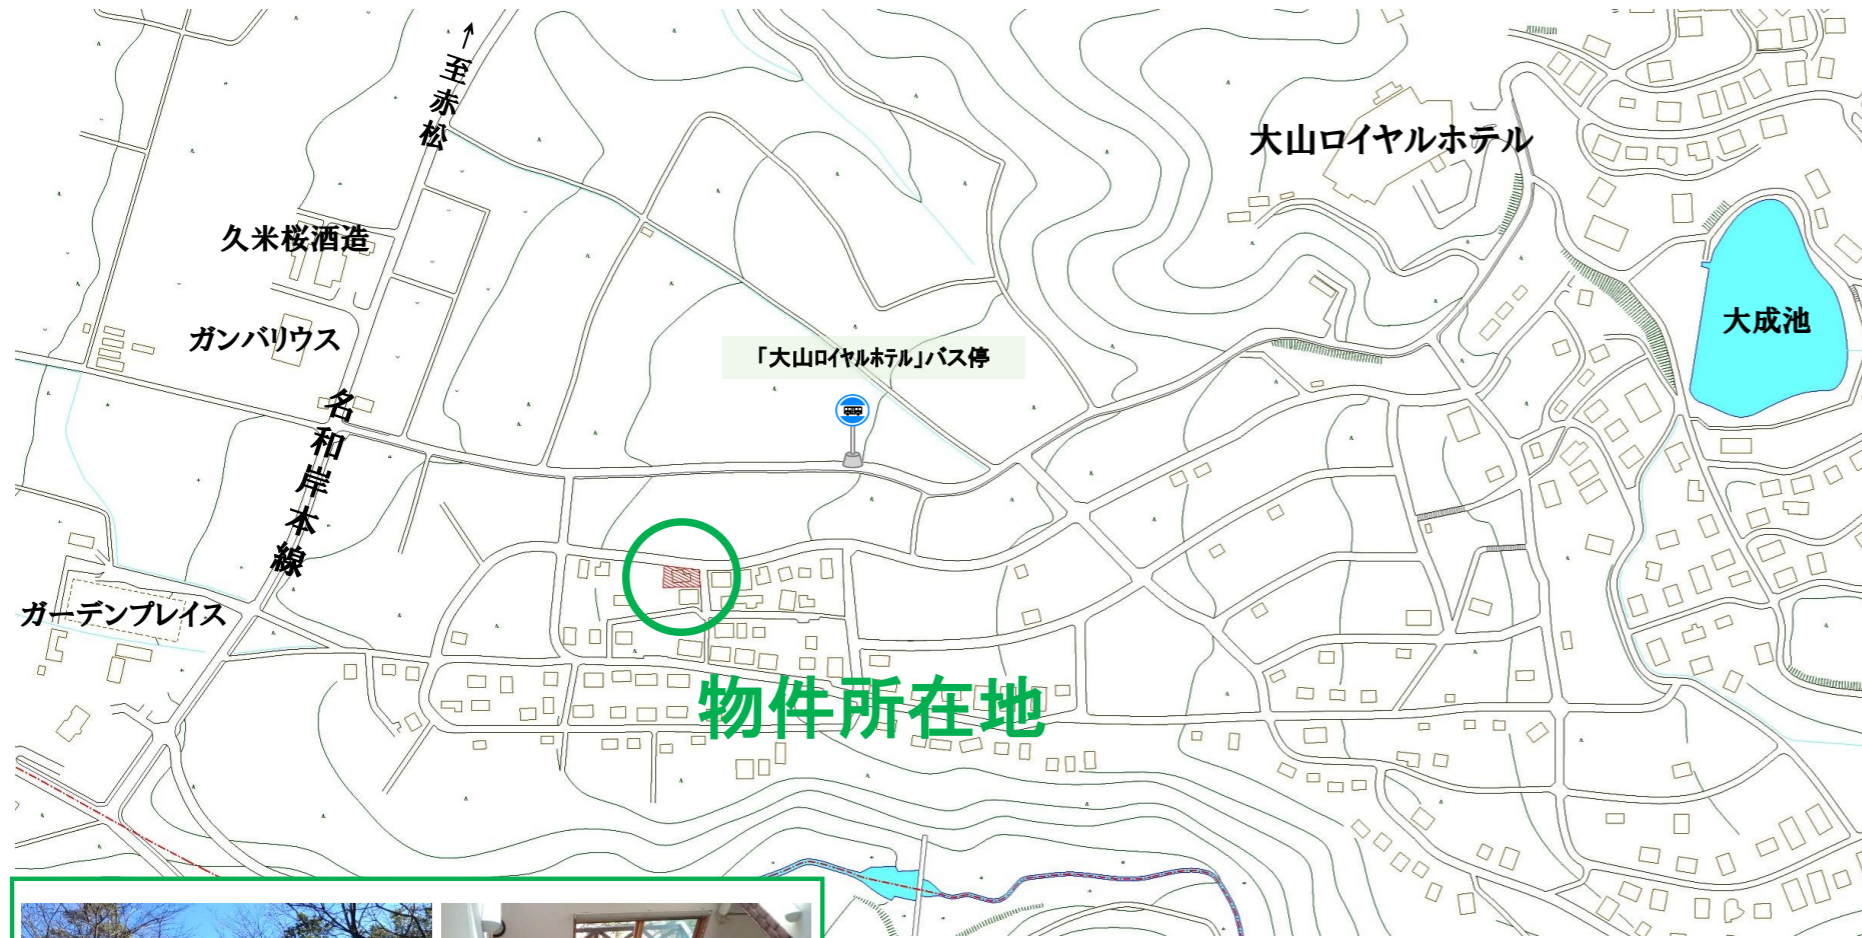 ↑至赤松
大山ロイヤルホテル
久米桜酒造
ガンバリウス
「大山ロイヤルホテル」バス停
大成池
名和岸本線
ガーデンプレイス
物件所在地